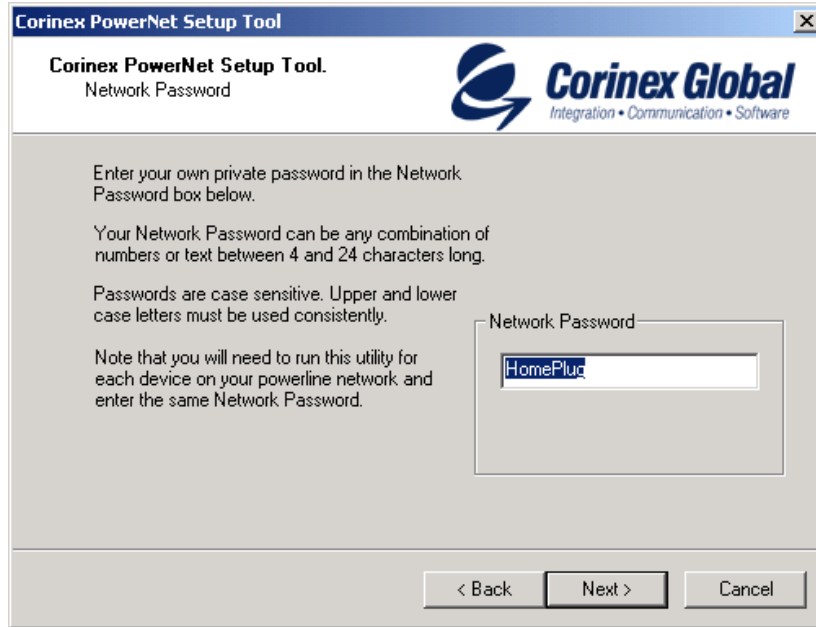 Corinex PowerNet Setup Tool
Corinex PowerNet Setup Tool.
Network Password
Corinex Global
Integration • Communication • Software
Enter your own private password in the Network
Password box below.
Your Network Password can be any combination of
numbers or text between 4 and 24 characters long.
Passwords are case sensitive. Upper and lower
case letters must be used consistently.
Note that you will need to run this utility for
each device on your powerline network and
enter the same Network Password.
Network Password
HomePlug
< Back
Next >
Cancel